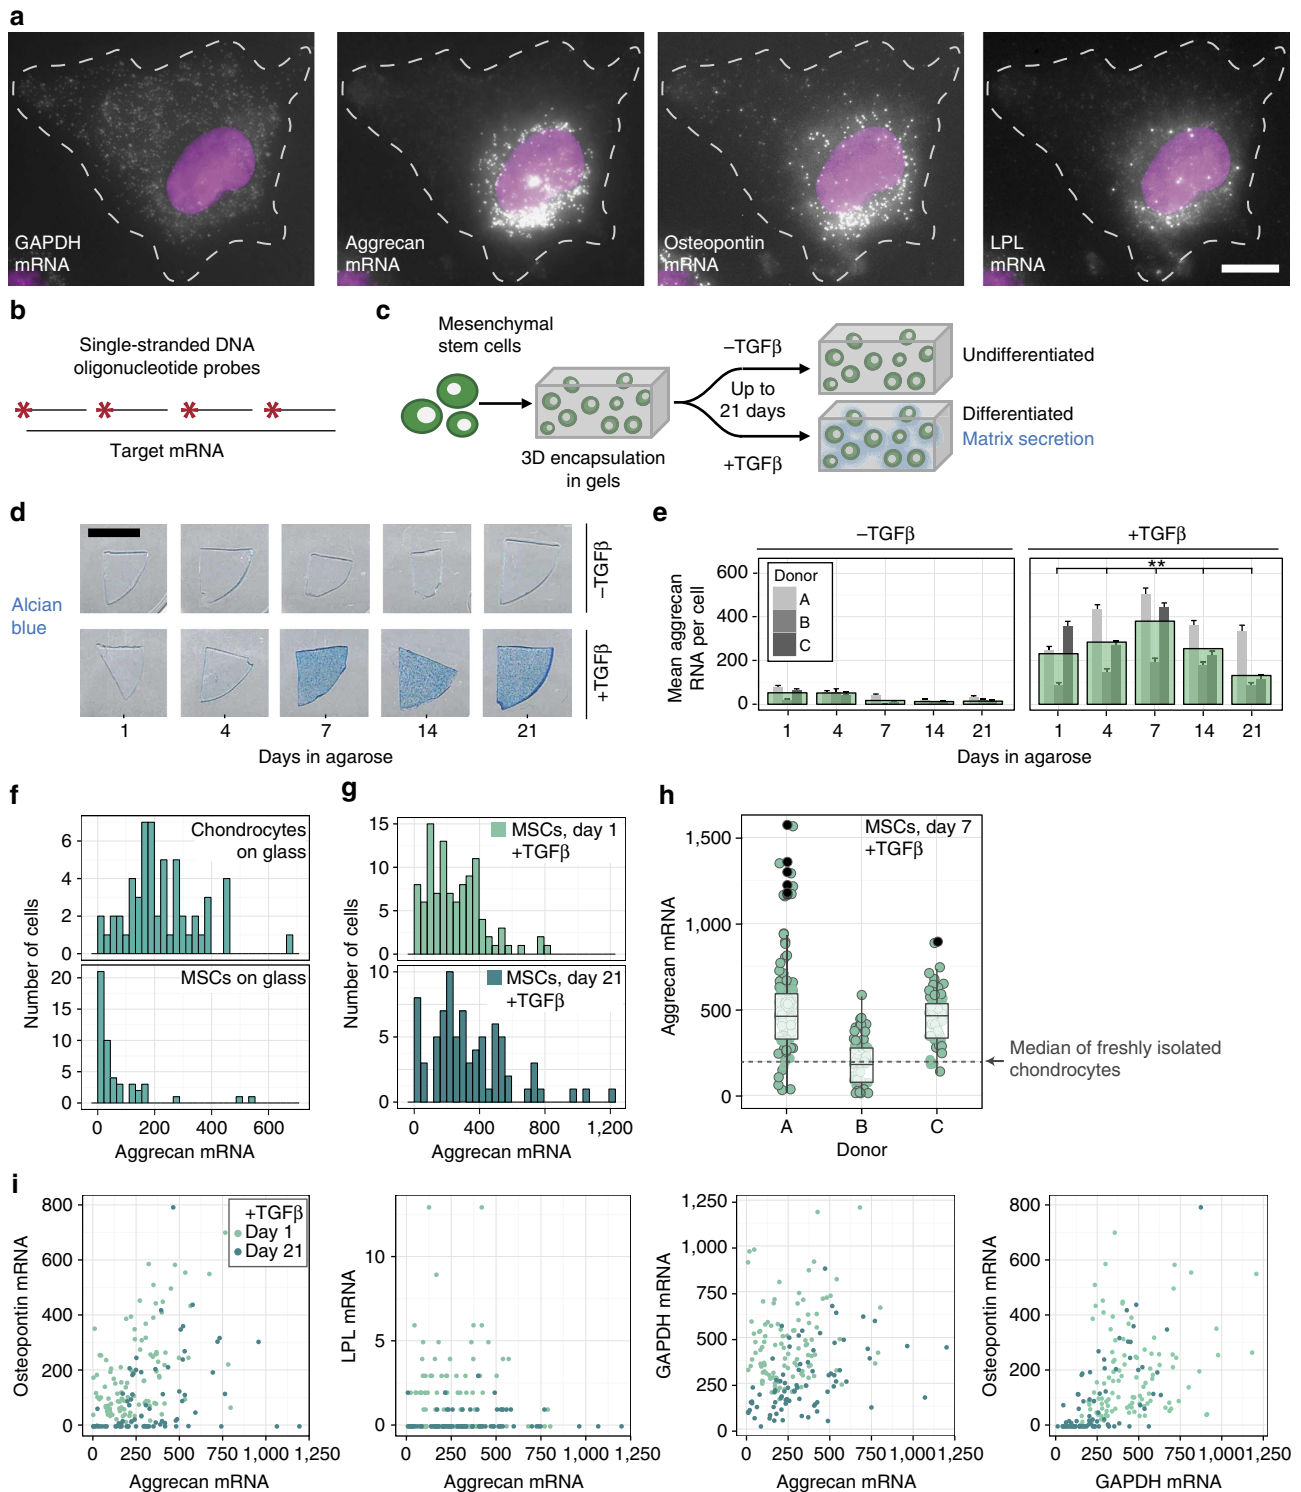 a
GAPDH
mRNA
Aggrecan
mRNA
Osteopontin
mRNA
LPL
mRNA
b
Single-stranded DNA
oligonucleotide probes
Target mRNA
c
Mesenchymal
stem cells
3D encapsulation
in gels
–TGFβ
Up to
21 days
+TGFβ
Undifferentiated
Differentiated
Matrix secretion
d
Alcian
blue
–TGFβ
+TGFβ
1 4 7 14 21
Days in agarose
e
–TGFβ +TGFβ
Mean aggrecan
RNA per cell
600
400
200
0
Donor
A
B
C
**
1 4 7 14 21 1 4 7 14 21
Days in agarose
f
Number of cells
Chondrocytes
on glass
6
4
2
0
MSCs on glass
20
15
10
5
0
0 200 400 600
Aggrecan mRNA
g
Number of cells
MSCs, day 1
+TGFβ
15
10
5
0
MSCs, day 21
+TGFβ
10
5
0
0 400 800 1,200
Aggrecan mRNA
h
MSCs, day 7
+TGFβ
Aggrecan mRNA
1,500
1,000
500
0
Median of freshly isolated
chondrocytes
A B C
Donor
i
Osteopontin mRNA
800
600
400
200
0
+TGFβ
Day 1
Day 21
0 250 500 750 1,000 1,250
Aggrecan mRNA
LPL mRNA
10
5
0
0 250 500 750 1,000 1,250
Aggrecan mRNA
GAPDH mRNA
1,250
1,000
750
500
250
0
0 250 500 750 1,000 1,250
Aggrecan mRNA
Osteopontin mRNA
800
600
400
200
0
0 250 500 750 1,000 1,250
GAPDH mRNA